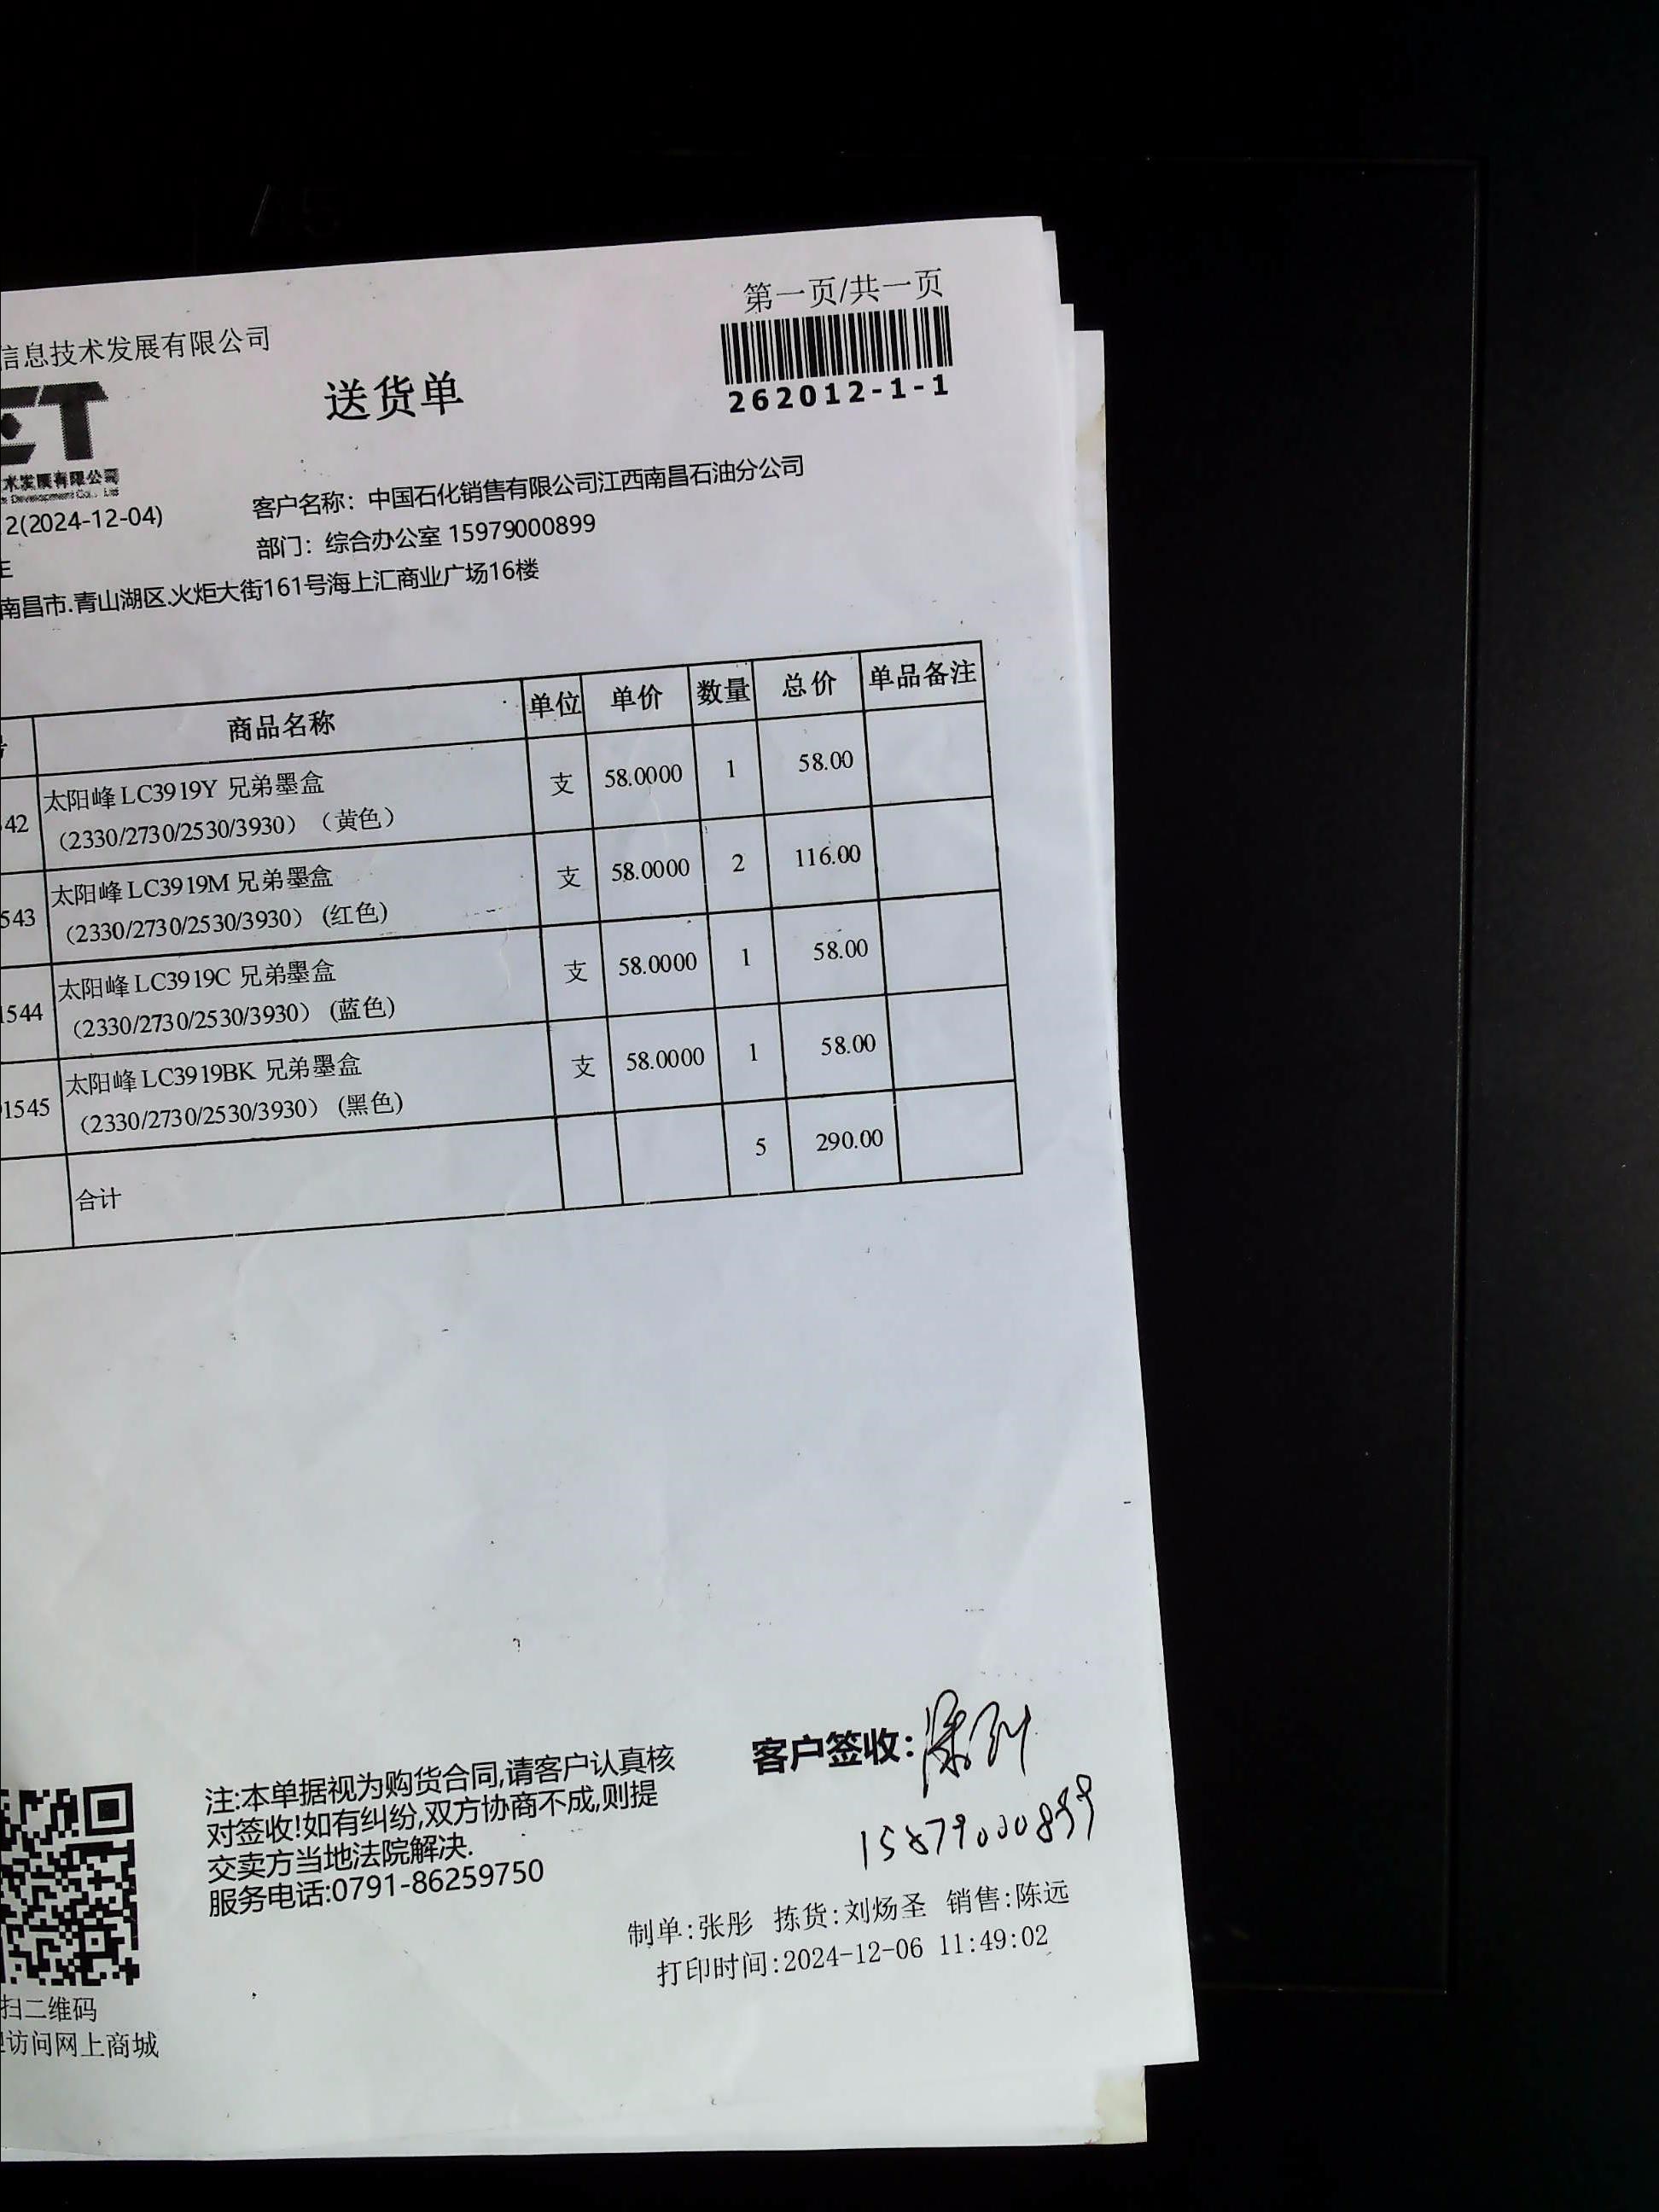 第一页/共一页
信息技术发展有限公司
262012-1-1
送货单
ET
术发展有限公司
Development Co., Ltd
2(2024-12-04)
客户名称：中国石化销售有限公司江西南昌石油分公司
部门：综合办公室 15979000899
南昌市.青山湖区.火炬大街161号海上汇商业广场16楼
商品名称 单位 单价 数量 总价 单品备注
42 太阳峰 LC3919Y 兄弟墨盒 支 58.0000 1 58.00
（2330/2730/2530/3930）（黄色）
543 太阳峰 LC3919M 兄弟墨盒 支 58.0000 2 116.00
（2330/2730/2530/3930） (红色)
1544 太阳峰 LC3919C 兄弟墨盒 支 58.0000 1 58.00
（2330/2730/2530/3930） (蓝色)
1545 太阳峰 LC3919BK 兄弟墨盒 支 58.0000 1 58.00
（2330/2730/2530/3930） (黑色)
合计 5 290.00
注:本单据视为购货合同,请客户认真核
对签收!如有纠纷,双方协商不成,则提
交卖方当地法院解决.
服务电话:0791-86259750
客户签收:
15879000899
制单:张彤 拣货:刘炀圣 销售:陈远
打印时间:2024-12-06 11:49:02
扫二维码
访问网上商城